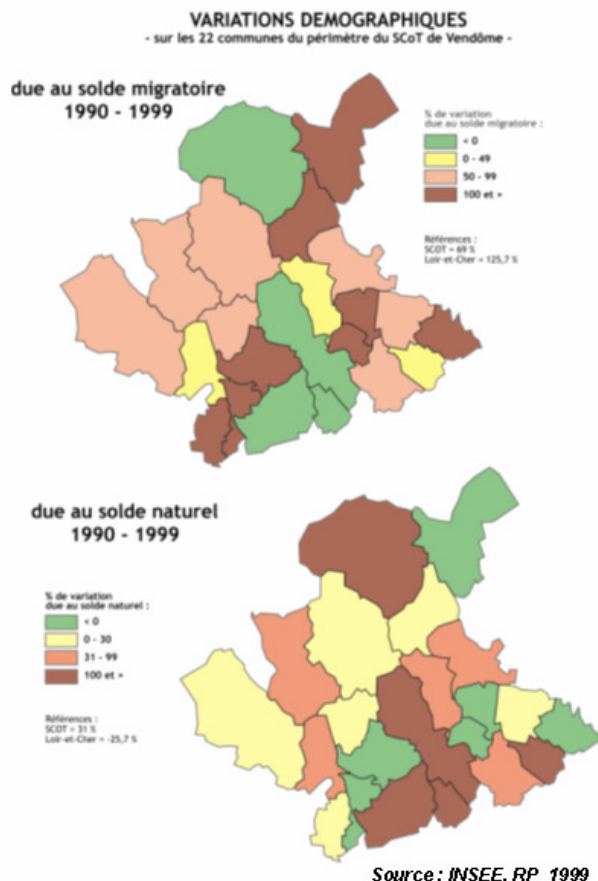 VARIATIONS DEMOGRAPHIQUES
- sur les 22 communes du périmètre du SCoT de Vendôme -
due au solde migratoire
1990 - 1999
% de variation
due au solde migratoire :
< 0
0 - 49
50 - 99
100 et >
Références :
SCOT = 69 %
Loir-et-Cher = 125,7 %
due au solde naturel
1990 - 1999
% de variation
due au solde naturel :
< 0
0 - 30
31 - 99
100 et >
Références :
SCOT = 31 %
Loir-et-Cher = -25,7 %
Source : INSEE, RP 1999